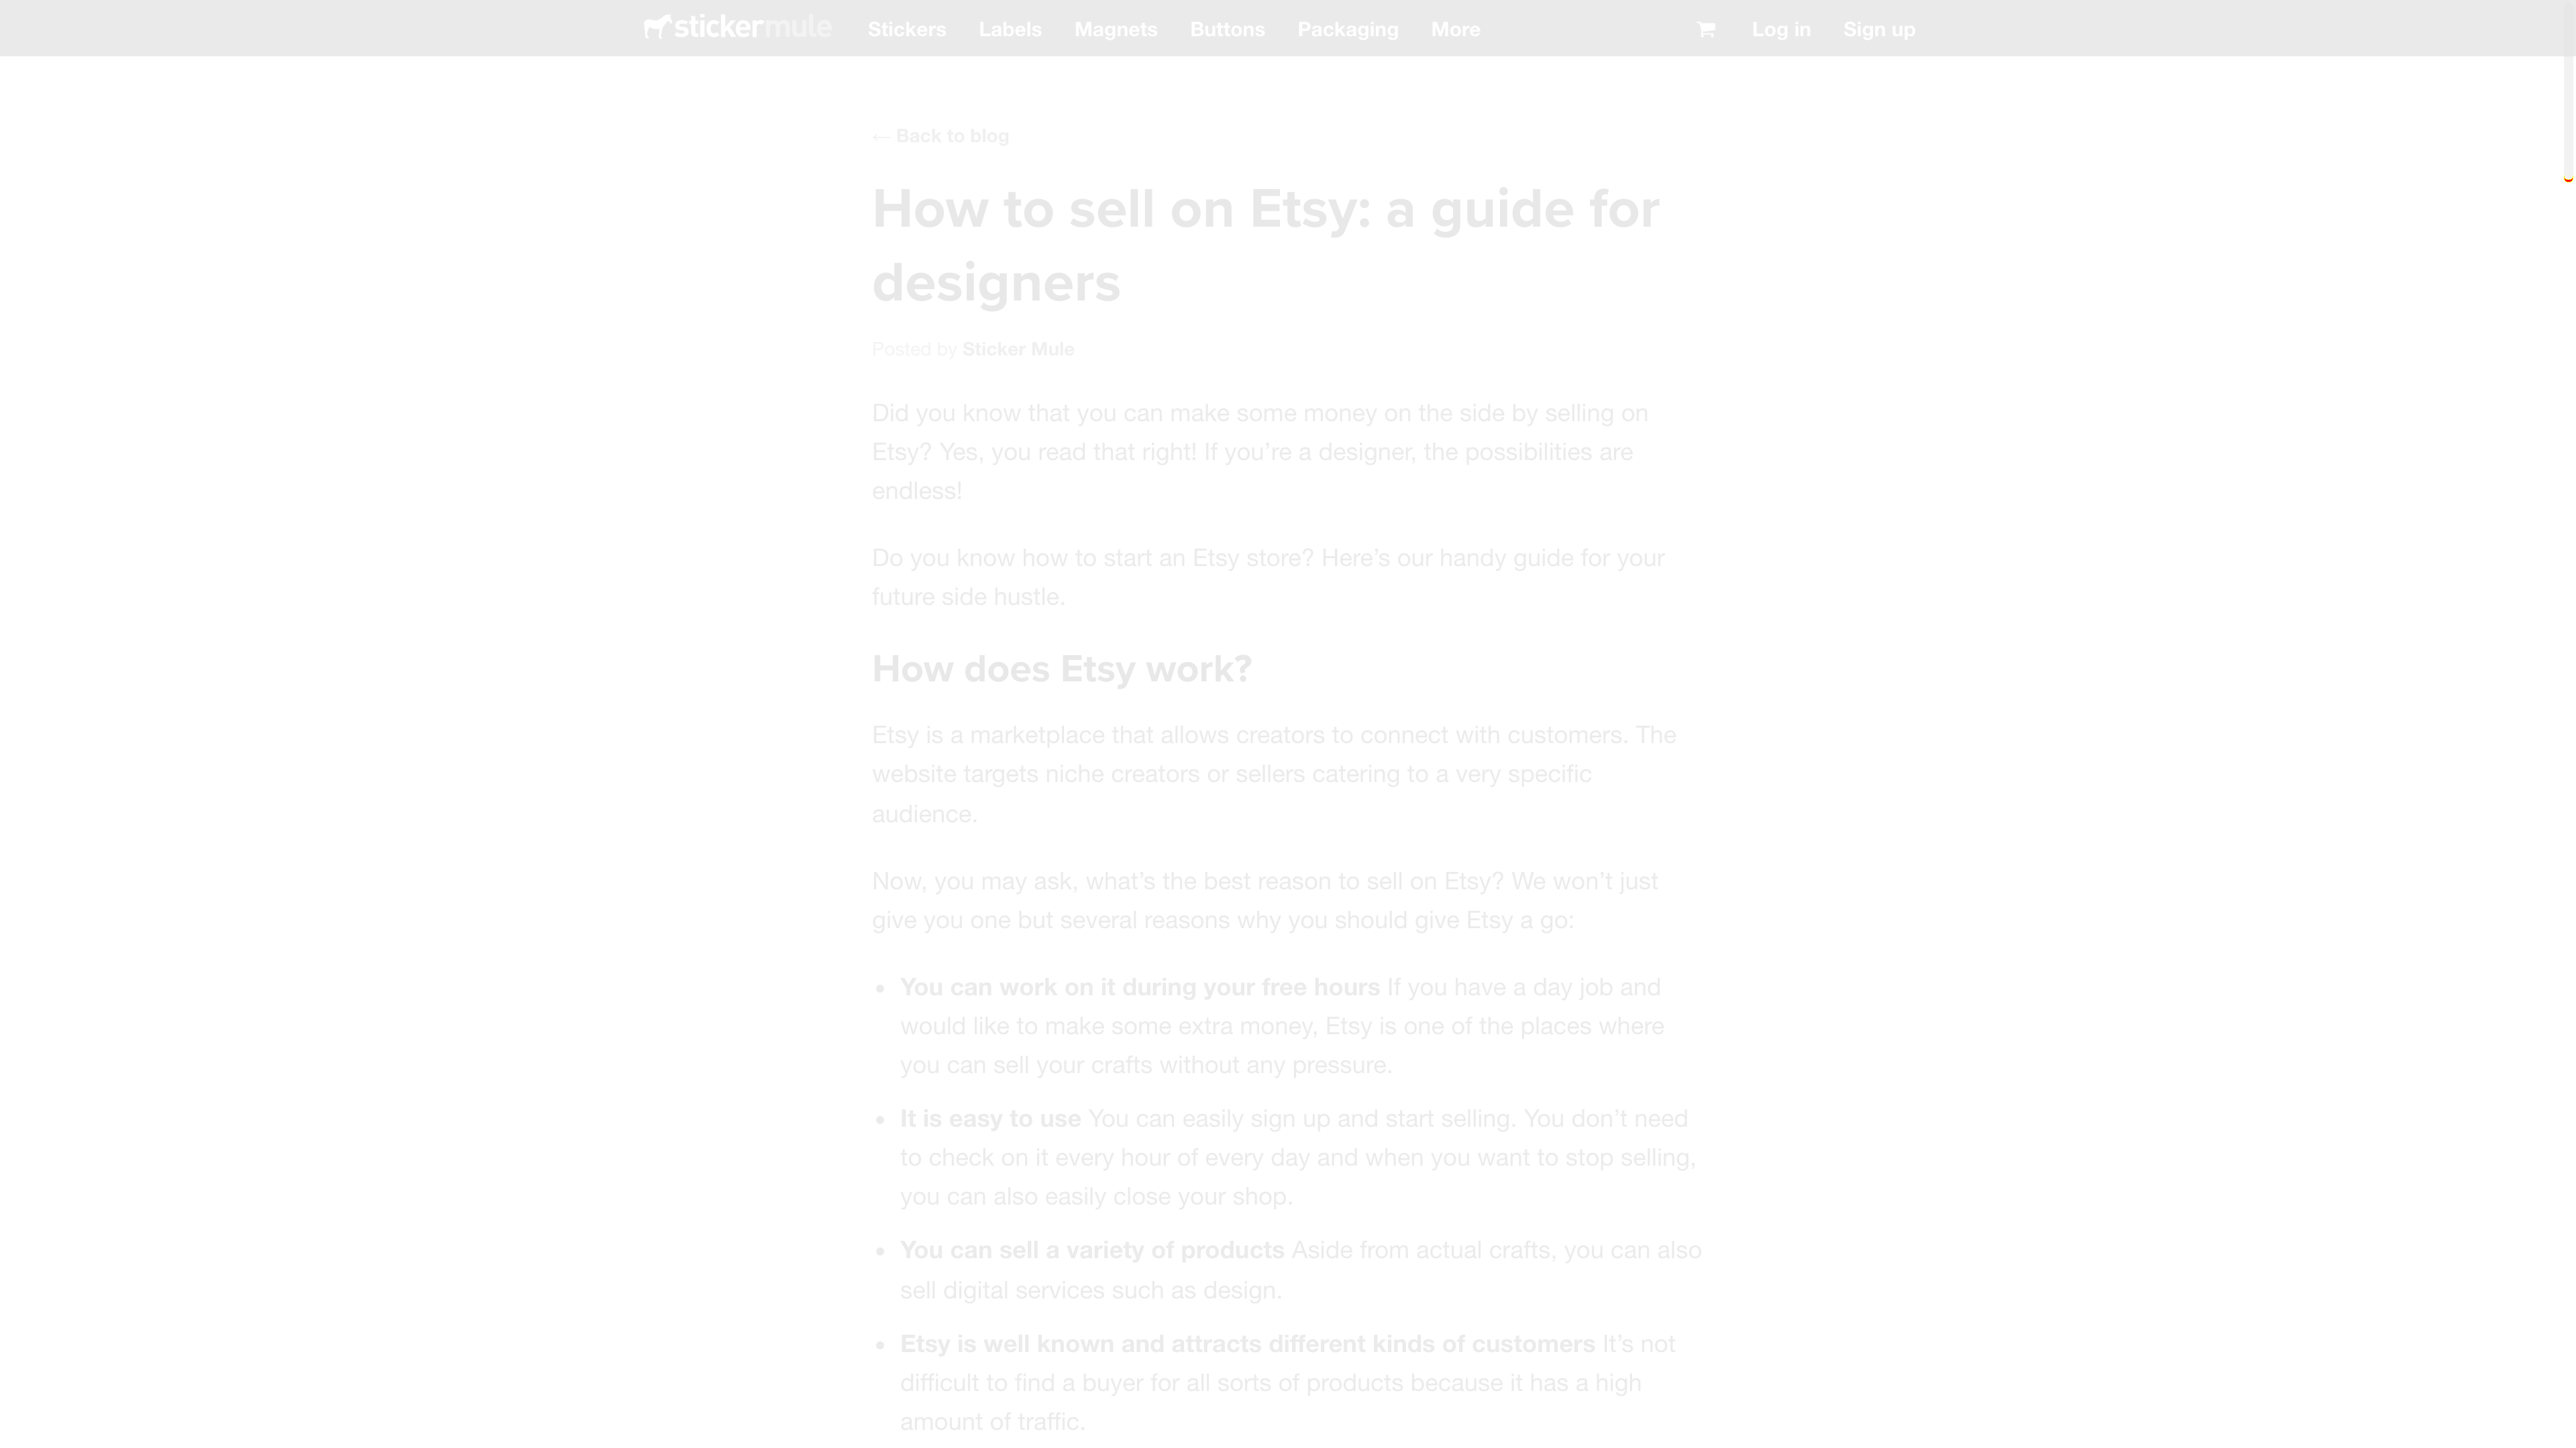 stickermule Stickers Labels Magnets Buttons Packaging More Log in Sign up
← Back to blog
How to sell on Etsy: a guide for
designers
Posted by Sticker Mule
Did you know that you can make some money on the side by selling on
Etsy? Yes, you read that right! If you’re a designer, the possibilities are
endless!
Do you know how to start an Etsy store? Here’s our handy guide for your
future side hustle.
How does Etsy work?
Etsy is a marketplace that allows creators to connect with customers. The
website targets niche creators or sellers catering to a very specific
audience.
Now, you may ask, what’s the best reason to sell on Etsy? We won’t just
give you one but several reasons why you should give Etsy a go:
• You can work on it during your free hours If you have a day job and
would like to make some extra money, Etsy is one of the places where
you can sell your crafts without any pressure.
• It is easy to use You can easily sign up and start selling. You don’t need
to check on it every hour of every day and when you want to stop selling,
you can also easily close your shop.
• You can sell a variety of products Aside from actual crafts, you can also
sell digital services such as design.
• Etsy is well known and attracts different kinds of customers It’s not
difficult to find a buyer for all sorts of products because it has a high
amount of traffic.